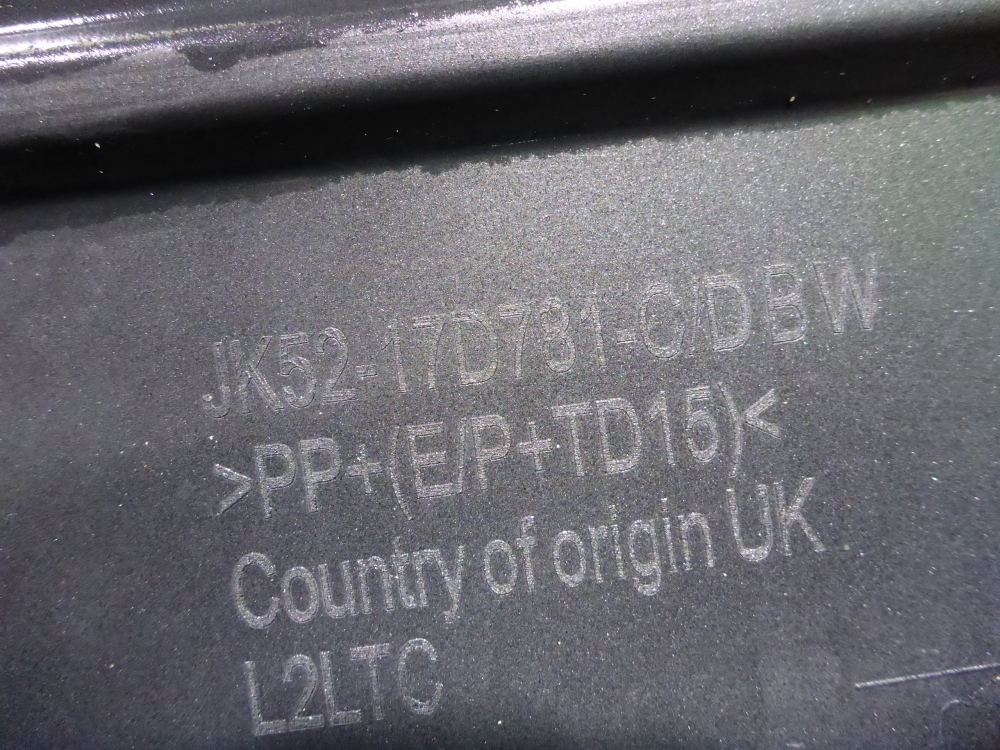 JK52-17D781-C/DBW
>PP+(E/P+TD15)<
Country of origin UK
L2LTC